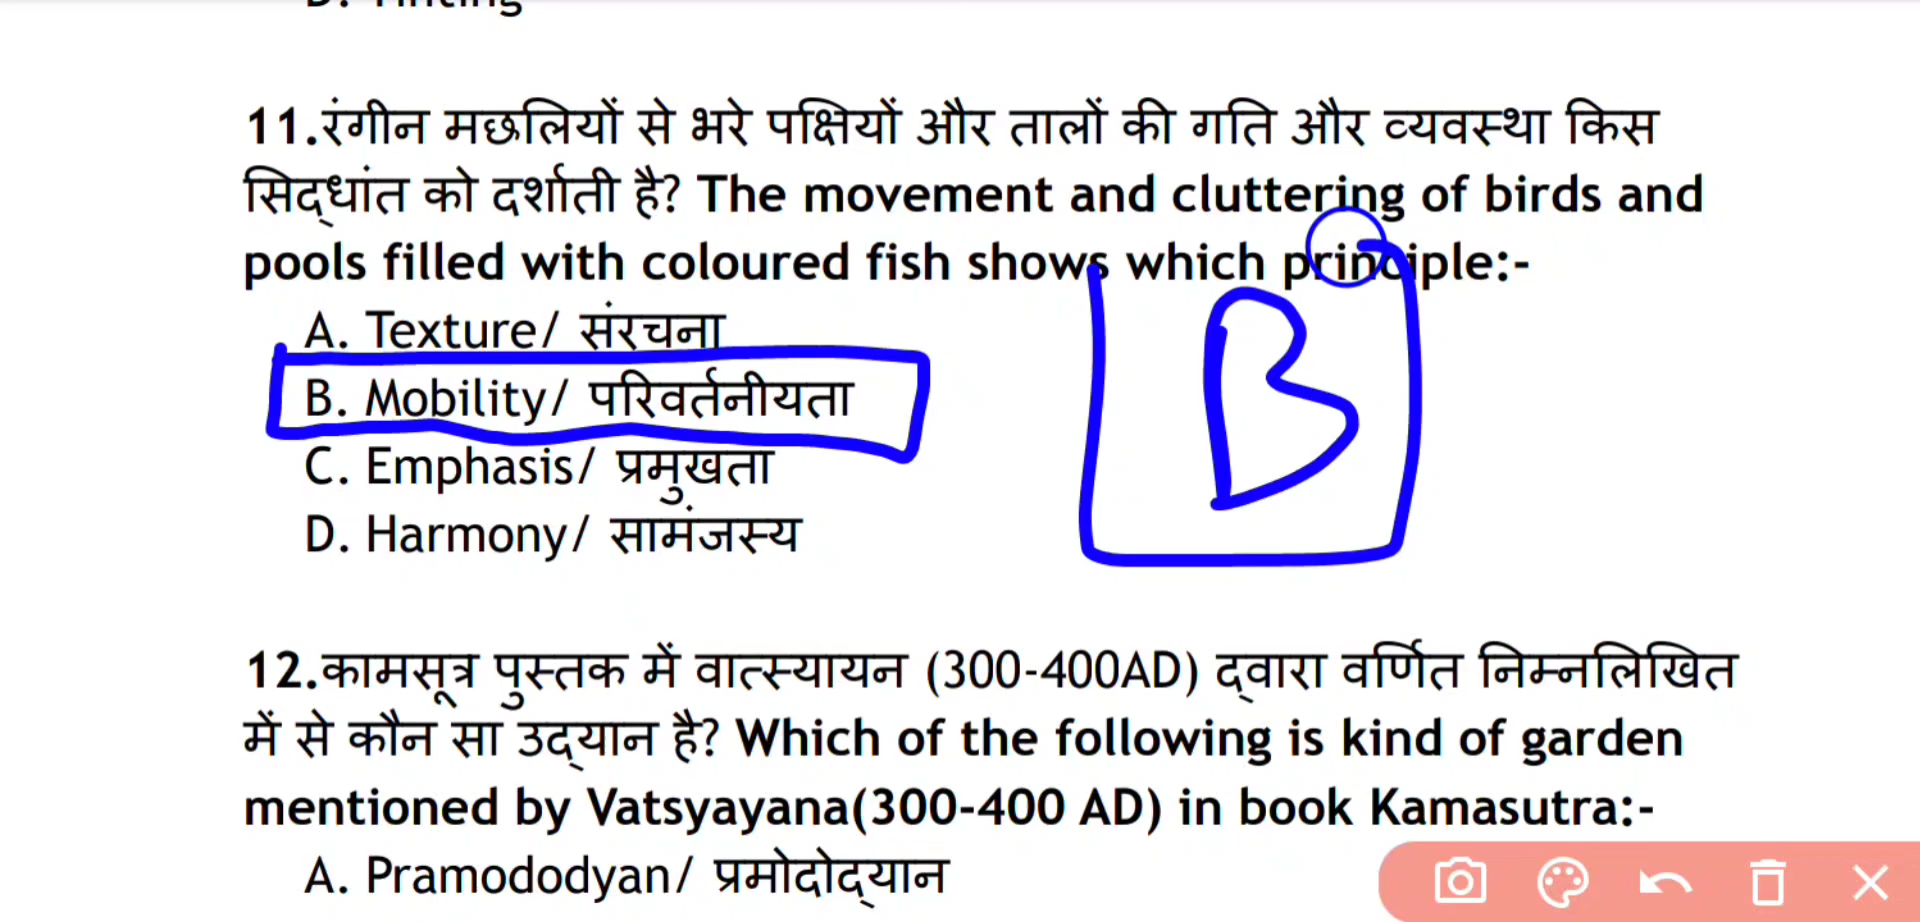 11.रंगीन मछलियों से भरे पक्षियों और तालों की गति और व्यवस्था किस
सिद्धांत को दर्शाती है? The movement and cluttering of birds and
pools filled with coloured fish shows which principle:-
A. Texture/ संरचना
B. Mobility/ परिवर्तनीयता
B
C. Emphasis/ प्रमुखता
D. Harmony/ सामंजस्य
12.कामसूत्र पुस्तक में वात्स्यायन (300-400AD) द्वारा वर्णित निम्नलिखित
में से कौन सा उद्यान है? Which of the following is kind of garden
mentioned by Vatsyayana(300-400 AD) in book Kamasutra:-
A. Pramododyan/ प्रमोदोद्यान